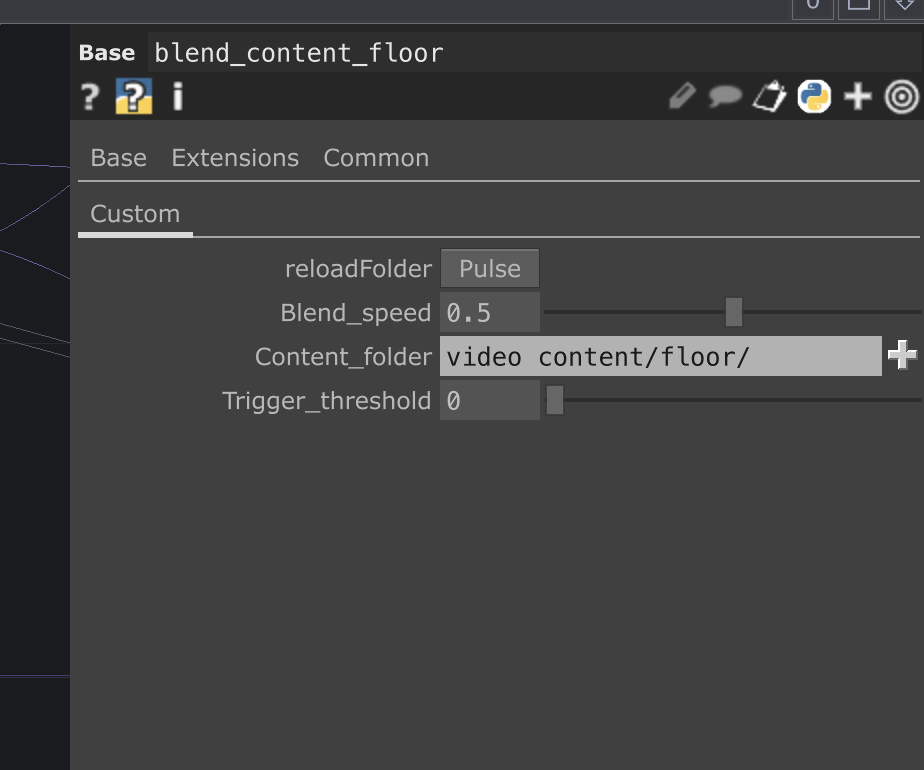 Base blend_content_floor
? ? i
Base Extensions Common
Custom
reloadFolder Pulse
Blend_speed 0.5
Content_folder video content/floor/
Trigger_threshold 0